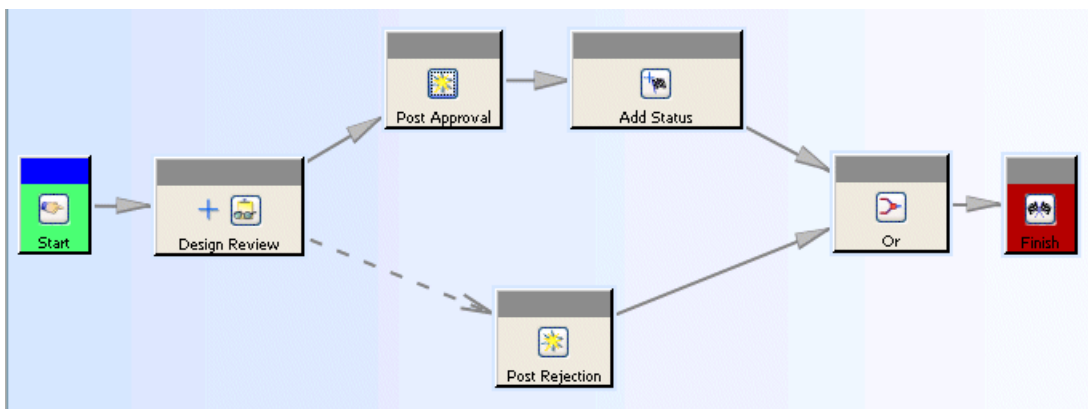 Post Approval
Add Status
Start
Design Review
Or
Finish
Post Rejection